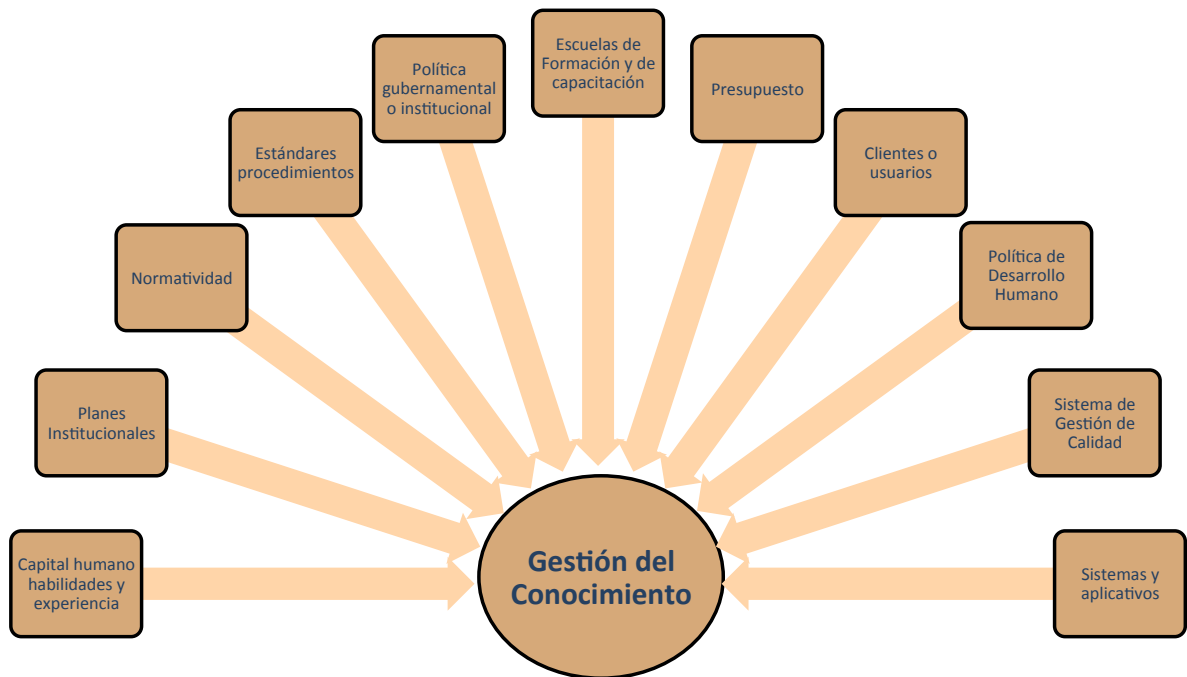 Escuelas de
Formación y de
capacitación
Política
gubernamental
o institucional
Presupuesto
Estándares
procedimientos
Clientes o
usuarios
Normatividad
Política de
Desarrollo
Humano
Planes
Institucionales
Sistema de
Gestión de
Calidad
Capital humano
habilidades y
experiencia
Gestión del
Conocimiento
Sistemas y
aplicativos